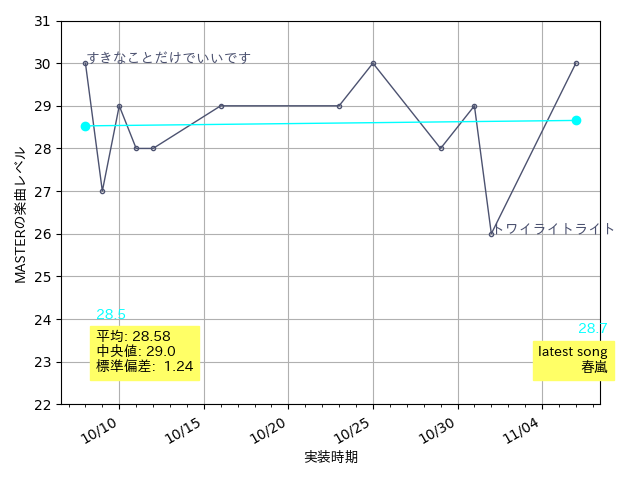 31
30
29
28
27
26
25
24
23
22
MASTERの楽曲レベル
すきなことだけでいいです
トワイライトライト
28.5
平均: 28.58
中央値: 29.0
標準偏差: 1.24
28.7
latest song
春嵐
10/10
10/15
10/20
10/25
10/30
11/04
実装時期